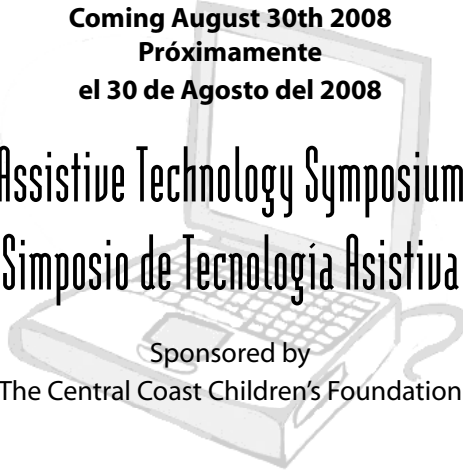 Coming August 30th 2008
Próximamente
el 30 de Agosto del 2008
Assistive Technology Symposium
Simposio de Tecnología Asistiva
Sponsored by
The Central Coast Children's Foundation